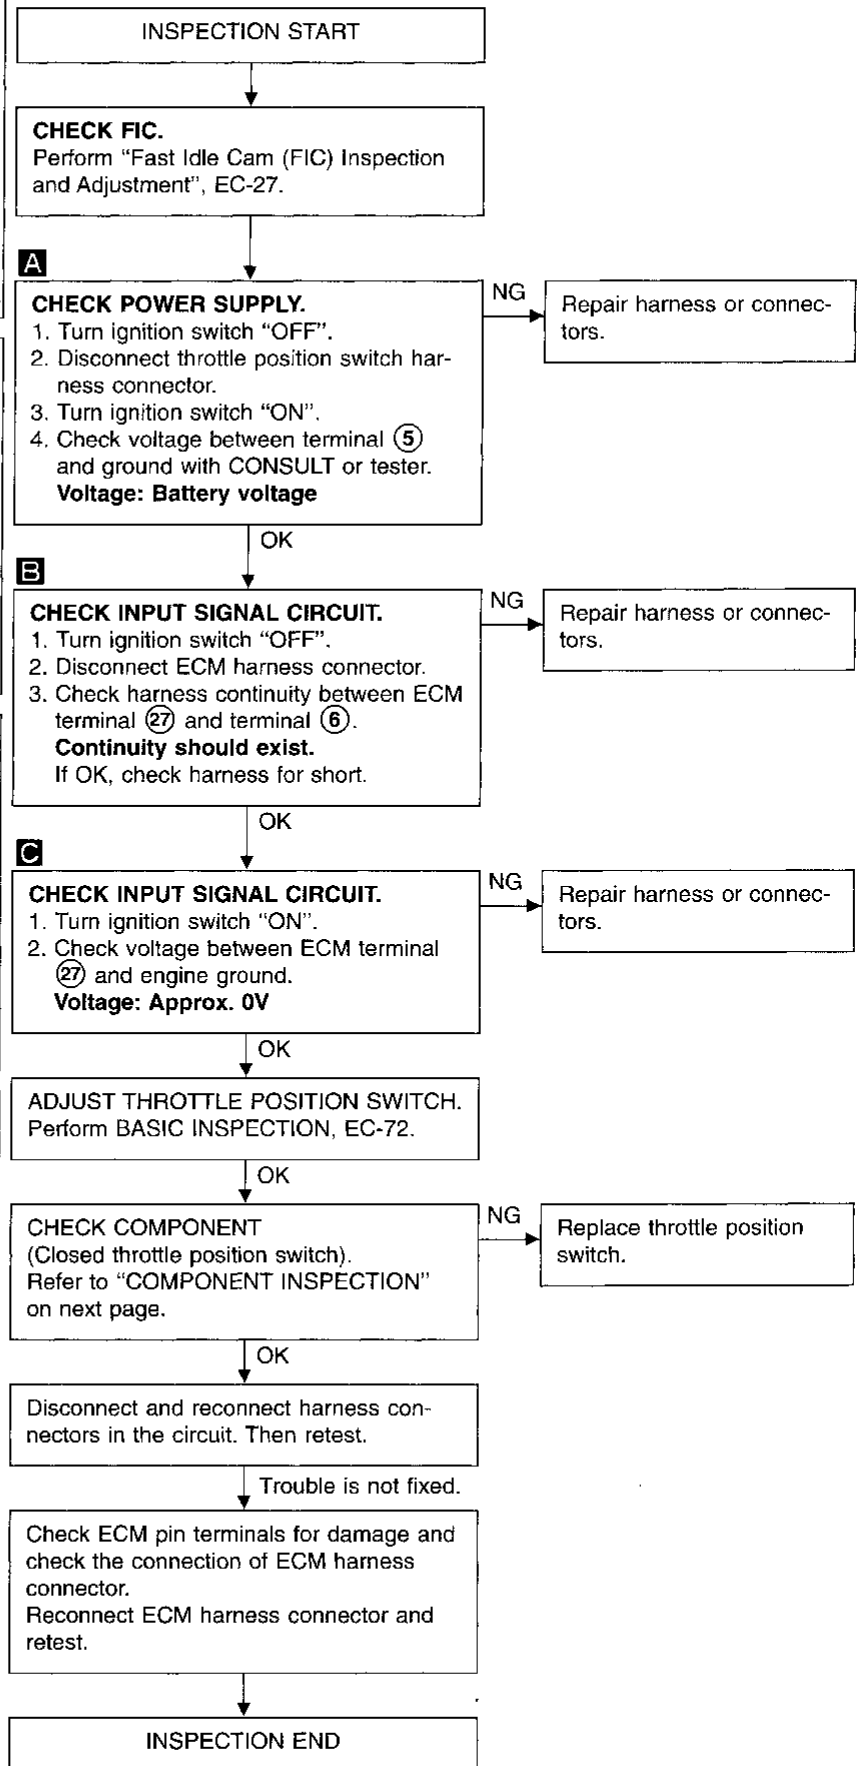 INSPECTION START
CHECK FIC.
Perform “Fast Idle Cam (FIC) Inspection
and Adjustment”, EC-27.
A
CHECK POWER SUPPLY.
1. Turn ignition switch “OFF”.
2. Disconnect throttle position switch har-
ness connector.
3. Turn ignition switch “ON”.
4. Check voltage between terminal ⑤
and ground with CONSULT or tester.
Voltage: Battery voltage
NG
Repair harness or connec-
tors.
OK
B
CHECK INPUT SIGNAL CIRCUIT.
1. Turn ignition switch “OFF”.
2. Disconnect ECM harness connector.
3. Check harness continuity between ECM
terminal ㉗ and terminal ⑥.
Continuity should exist.
If OK, check harness for short.
NG
Repair harness or connec-
tors.
OK
C
CHECK INPUT SIGNAL CIRCUIT.
1. Turn ignition switch “ON”.
2. Check voltage between ECM terminal
㉗ and engine ground.
Voltage: Approx. 0V
NG
Repair harness or connec-
tors.
OK
ADJUST THROTTLE POSITION SWITCH.
Perform BASIC INSPECTION, EC-72.
OK
CHECK COMPONENT
(Closed throttle position switch).
Refer to “COMPONENT INSPECTION”
on next page.
NG
Replace throttle position
switch.
OK
Disconnect and reconnect harness con-
nectors in the circuit. Then retest.
Trouble is not fixed.
Check ECM pin terminals for damage and
check the connection of ECM harness
connector.
Reconnect ECM harness connector and
retest.
INSPECTION END